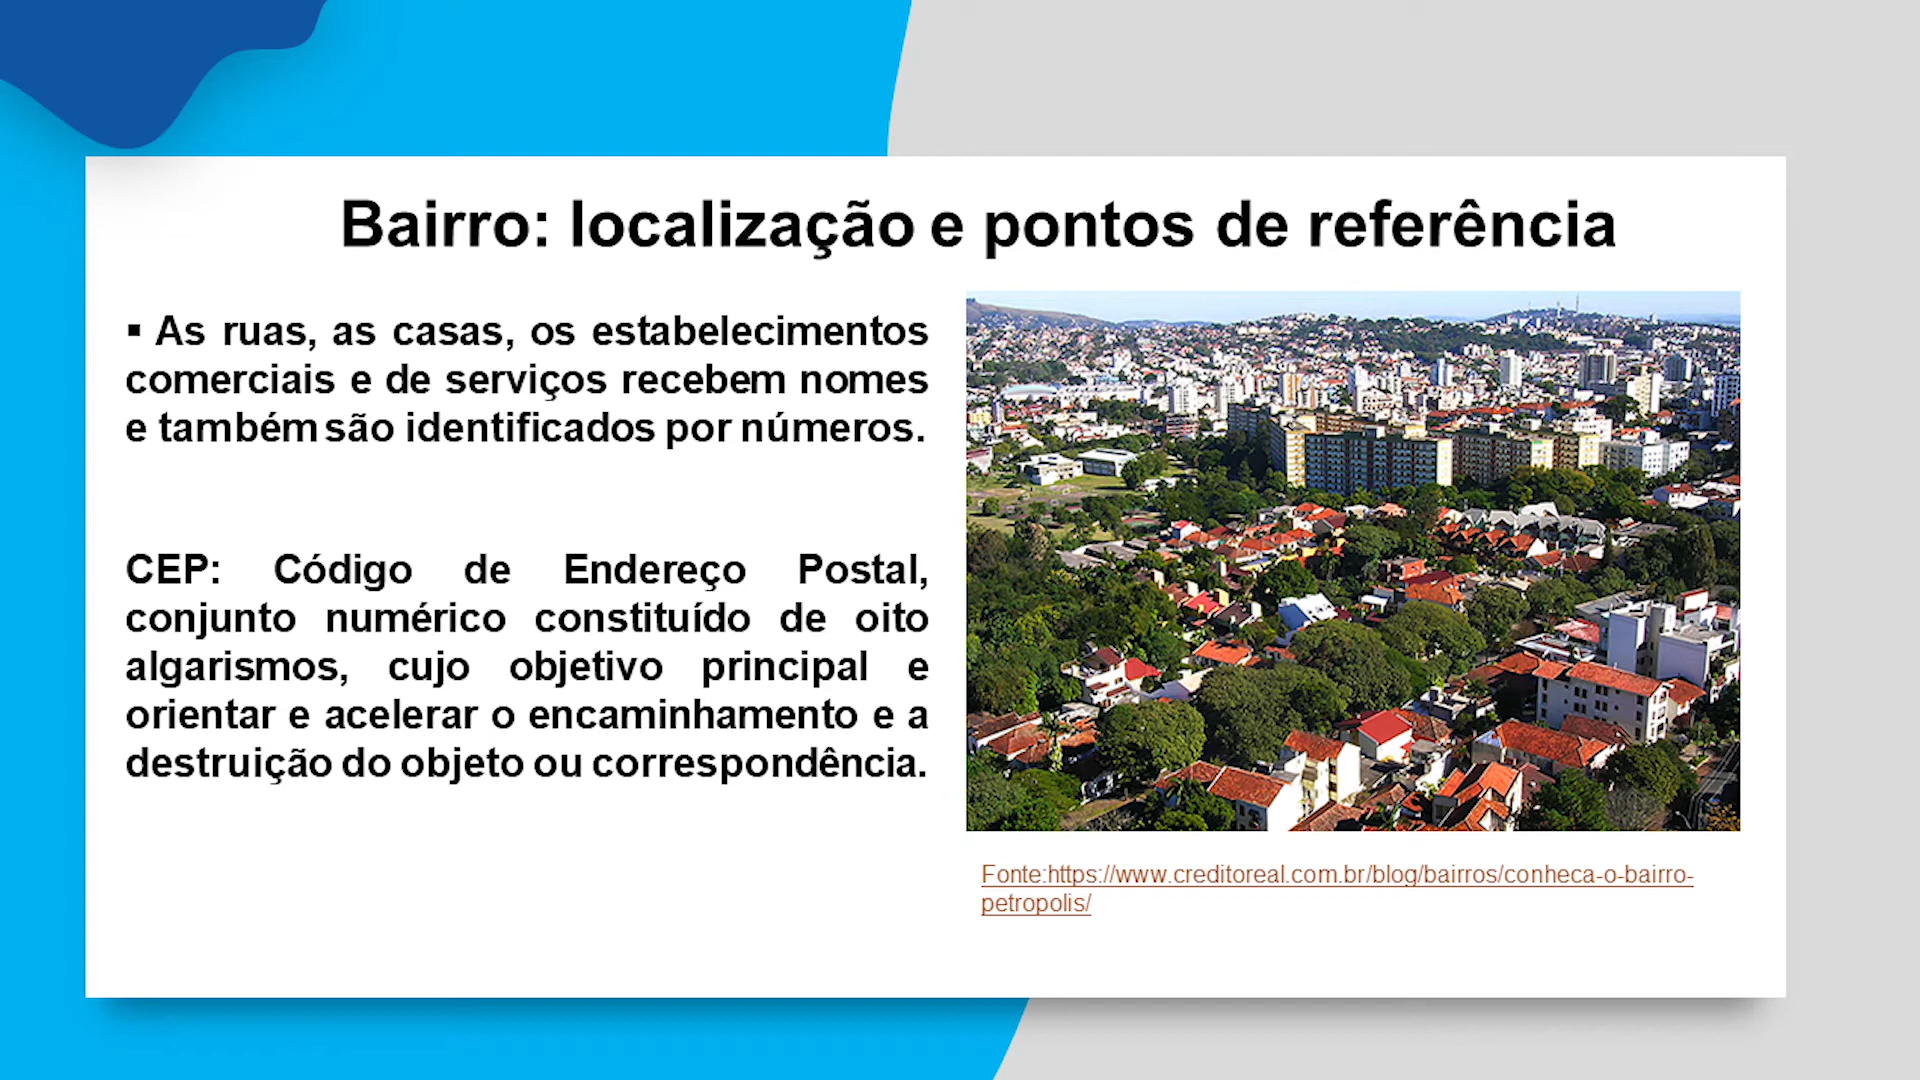 Bairro: localização e pontos de referência
▪ As ruas, as casas, os estabelecimentos
comerciais e de serviços recebem nomes
e também são identificados por números.
CEP: Código de Endereço Postal,
conjunto numérico constituído de oito
algarismos, cujo objetivo principal e
orientar e acelerar o encaminhamento e a
destruição do objeto ou correspondência.
Fonte:https://www.creditoreal.com.br/blog/bairros/conheca-o-bairro-
petropolis/